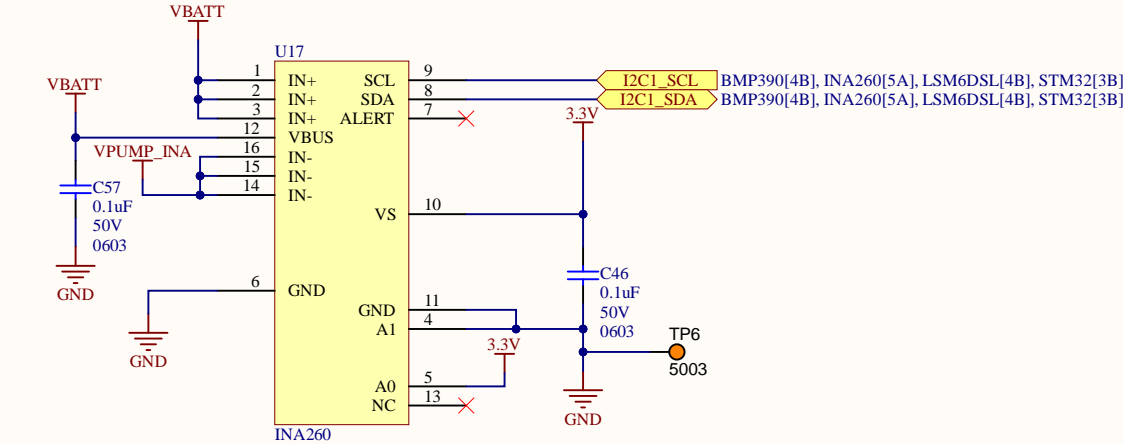 VBATT
U17
VBATT
1 IN+ SCL 9 I2C1_SCL BMP390[4B], INA260[5A], LSM6DSL[4B], STM32[3B]
2 IN+ SDA 8 I2C1_SDA BMP390[4B], INA260[5A], LSM6DSL[4B], STM32[3B]
3 IN+ ALERT 7 3.3V
12 VBUS
VPUMP_INA 16 IN-
15 IN-
14 IN-
C57
0.1uF
50V
0603
GND
VS 10
6 GND
GND
C46
0.1uF
50V
0603
GND 11
A1 4
3.3V
TP6
5003
A0 5
NC 13
GND
INA260